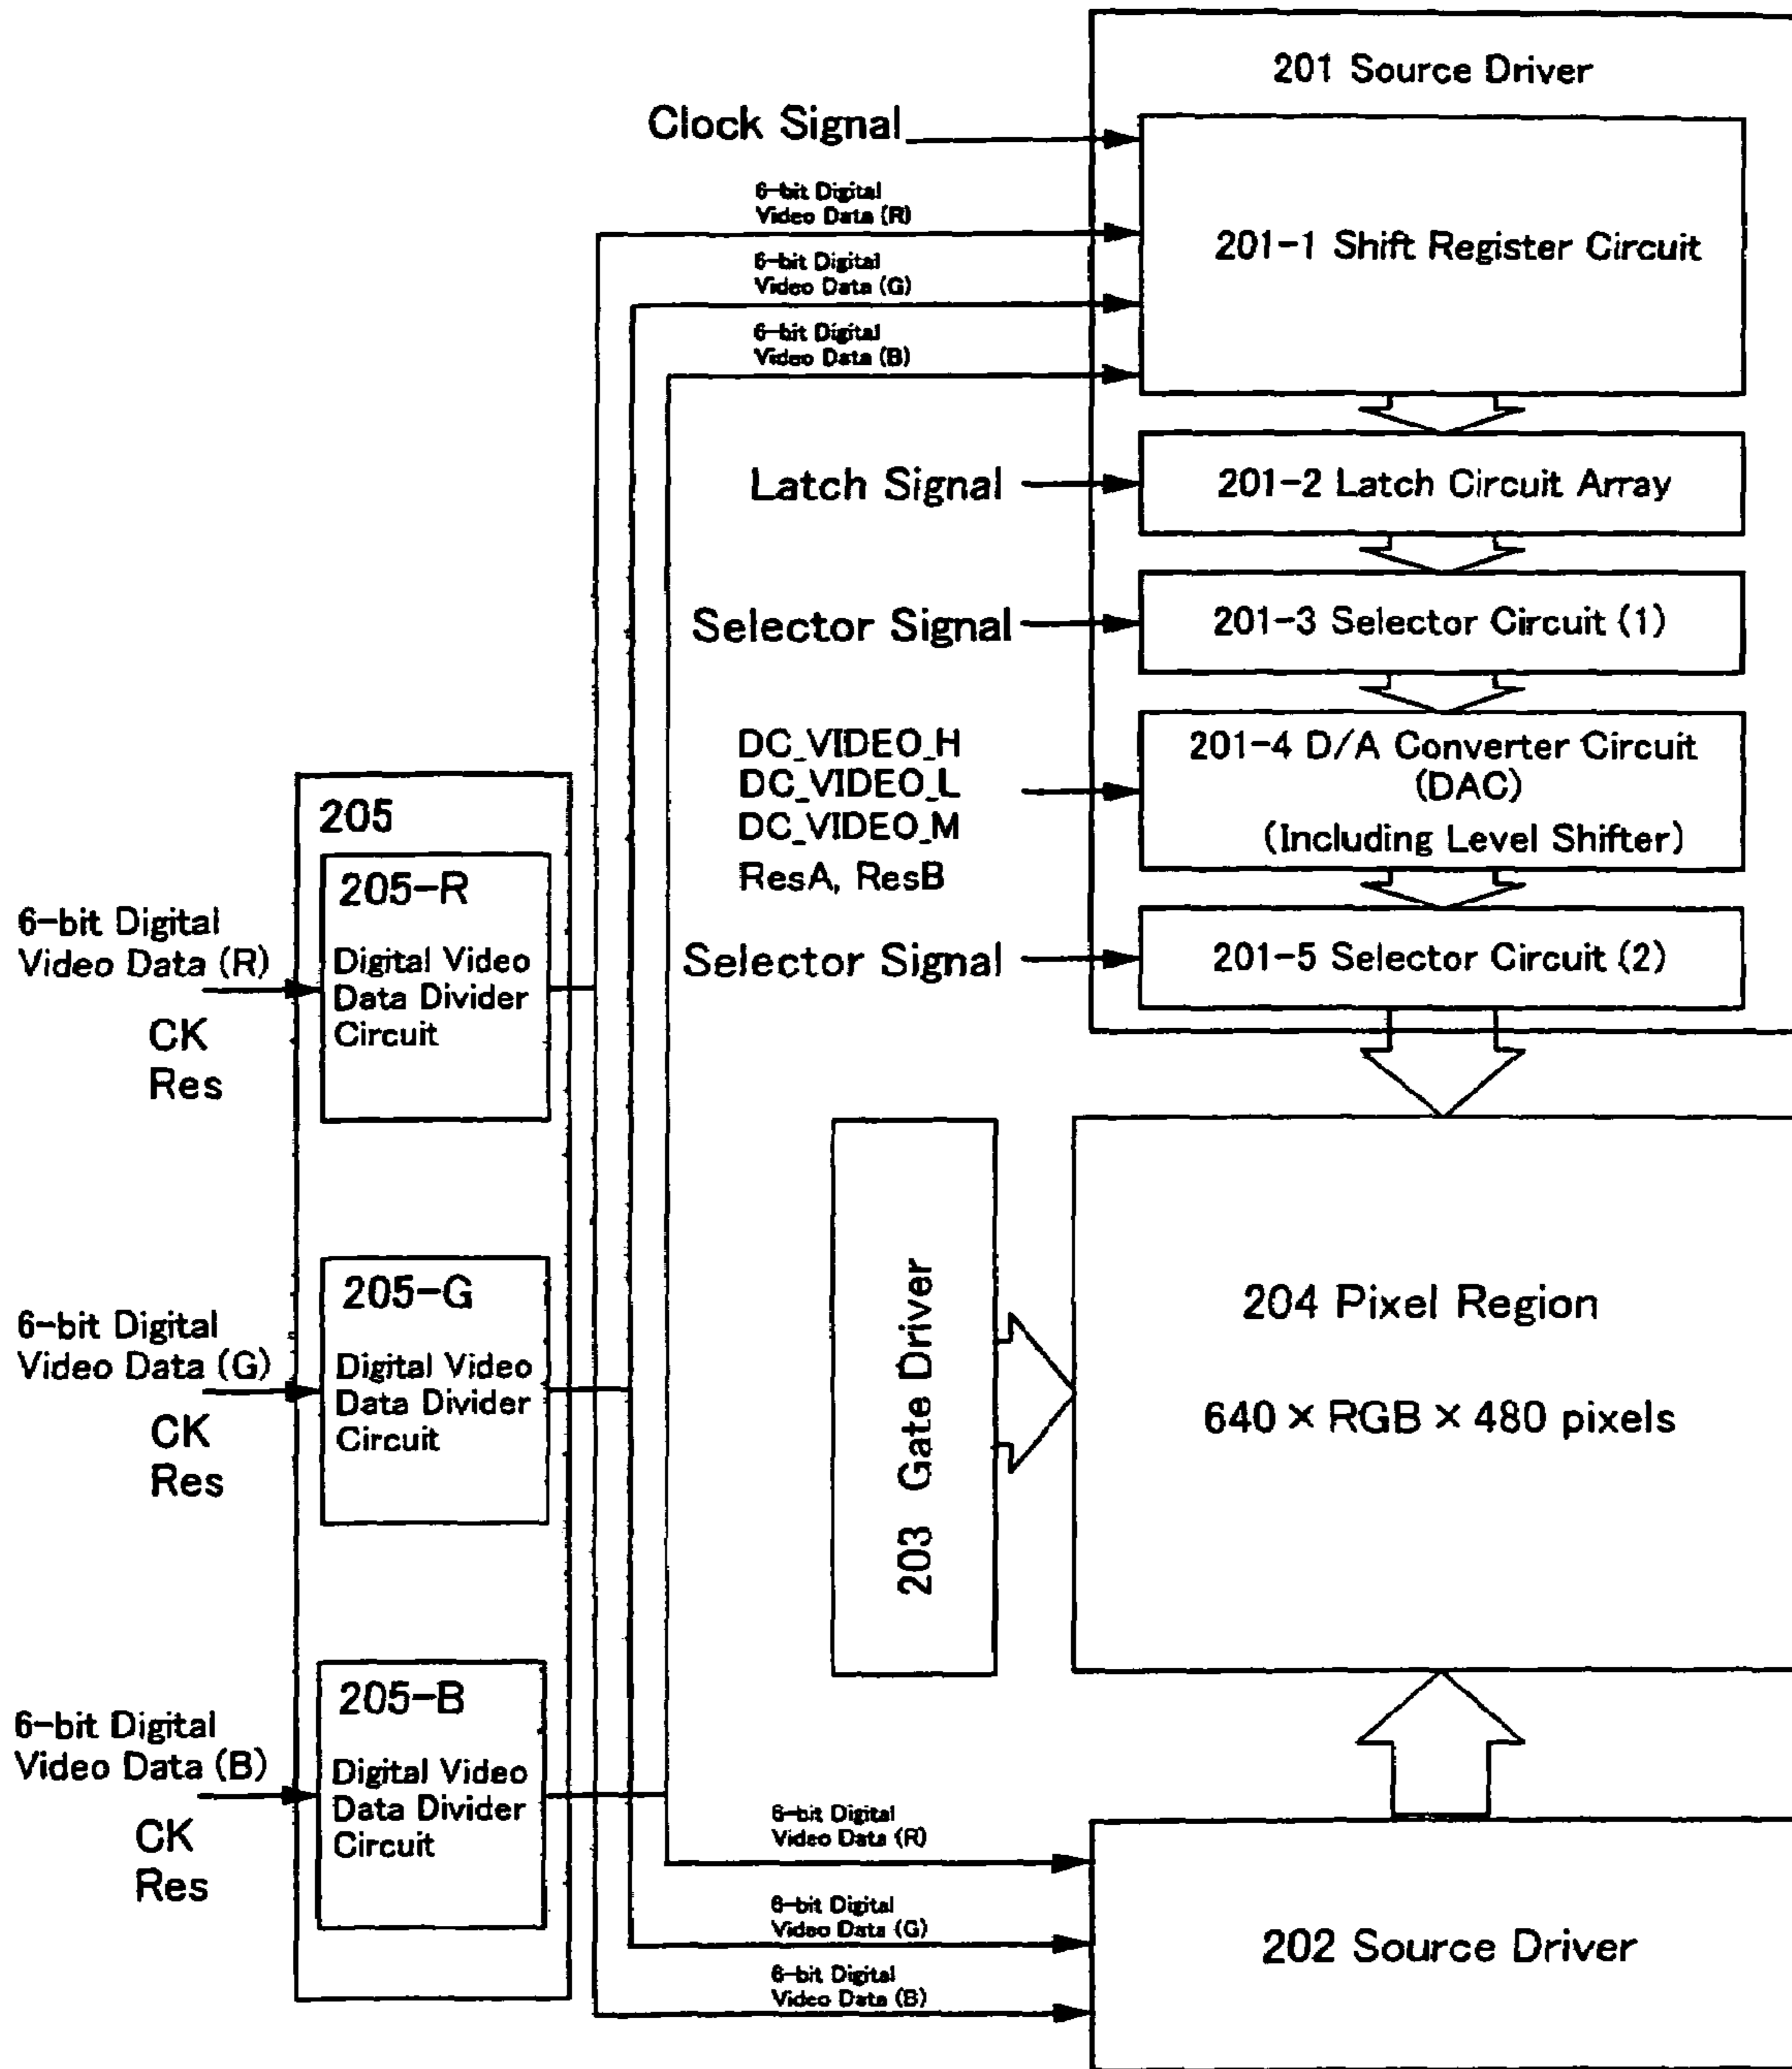 201 Source Driver
Clock Signal
6-bit Digital
Video Data (R)
6-bit Digital
Video Data (G)
6-bit Digital
Video Data (B)
201-1 Shift Register Circuit
Latch Signal
201-2 Latch Circuit Array
Selector Signal
201-3 Selector Circuit (1)
DC_VIDEO_H
DC_VIDEO_L
DC_VIDEO_M
ResA, ResB
201-4 D/A Converter Circuit
(DAC)
(Including Level Shifter)
Selector Signal
201-5 Selector Circuit (2)
205
205-R
Digital Video
Data Divider
Circuit
6-bit Digital
Video Data (R)
CK
Res
205-G
Digital Video
Data Divider
Circuit
6-bit Digital
Video Data (G)
CK
Res
205-B
Digital Video
Data Divider
Circuit
6-bit Digital
Video Data (B)
CK
Res
203 Gate Driver
204 Pixel Region
640 × RGB × 480 pixels
6-bit Digital
Video Data (R)
6-bit Digital
Video Data (G)
6-bit Digital
Video Data (B)
202 Source Driver